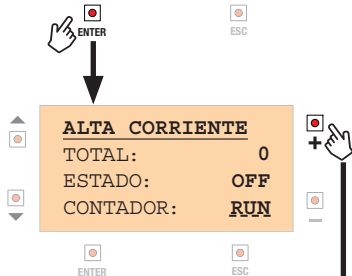 ENTER
ESC
ALTA CORRIENTE
TOTAL: 0
ESTADO: OFF
CONTADOR: RUN
+
−
ENTER
ESC